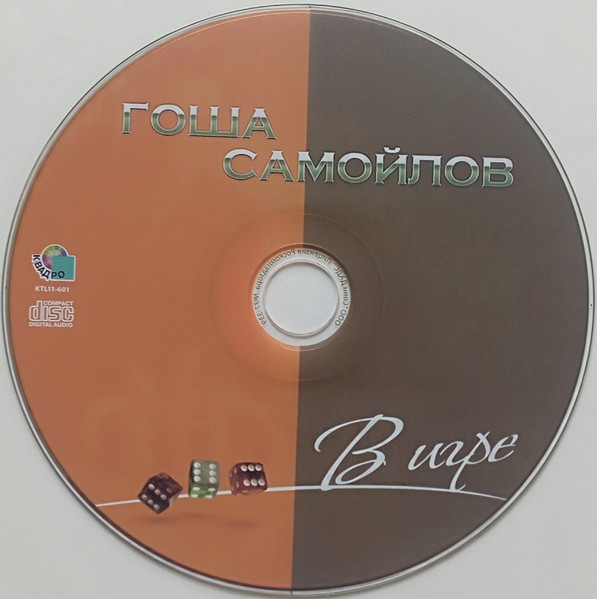 ГОША
САМОЙЛОВ
КВАДРО
KTL11-601
COMPACT
disc
DIGITAL AUDIO
В игре